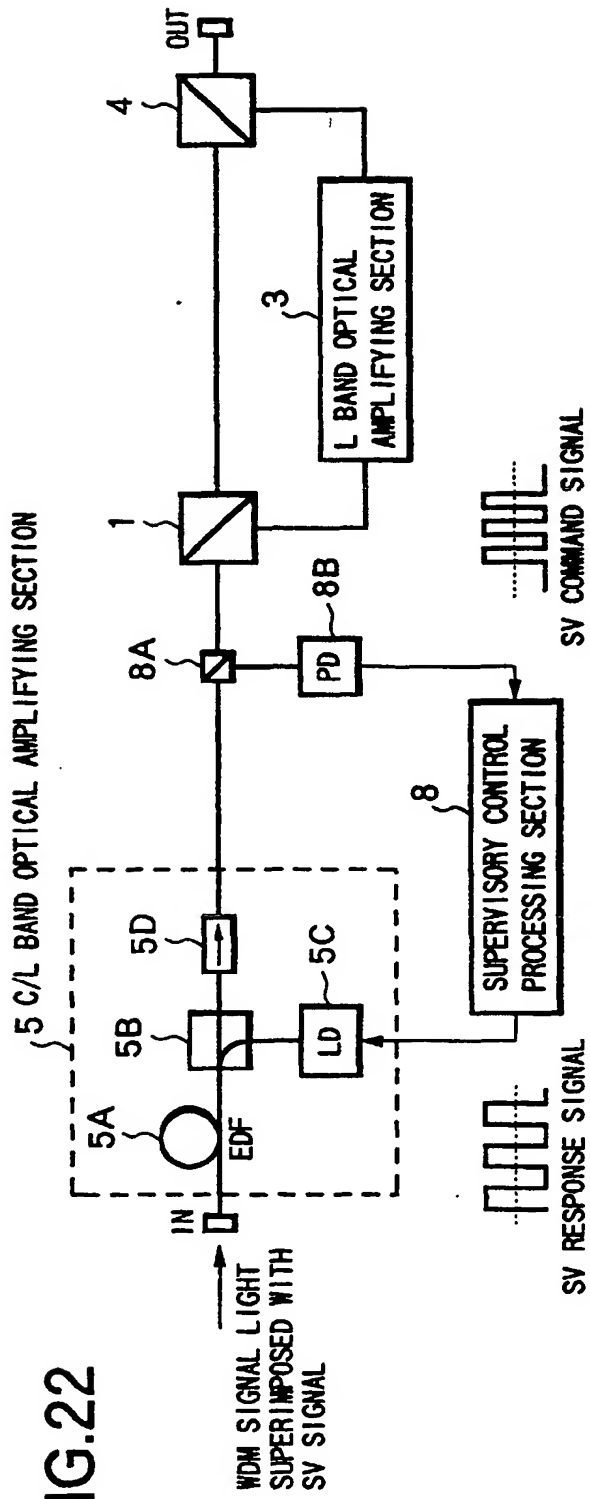 IG.22
5 C/L BAND OPTICAL AMPLIFYING SECTION
WDM SIGNAL LIGHT
SUPERIMPOSED WITH
SV SIGNAL
IN
5A
EDF
5B
5D
5C
LD
8A
8B
PD
1
4
OUT
3
L BAND OPTICAL
AMPLIFYING SECTION
8
SUPERVISORY CONTROL
PROCESSING SECTION
SV RESPONSE SIGNAL
SV COMMAND SIGNAL